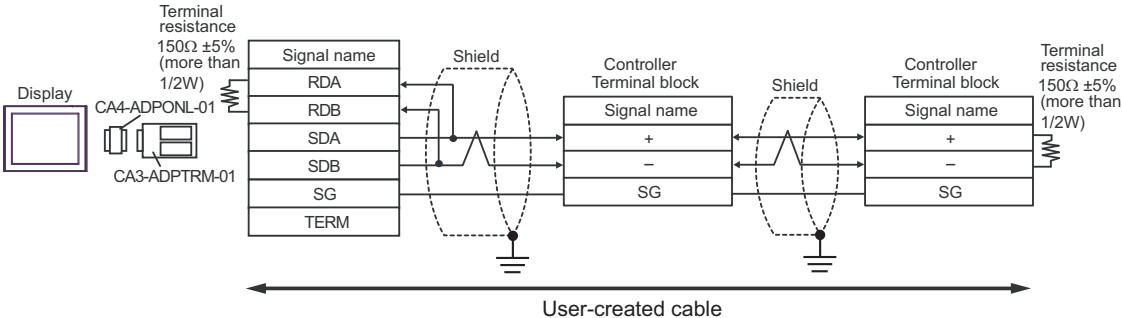 Terminal
resistance
150Ω ±5%
(more than
1/2W)
Display
CA4-ADPONL-01
CA3-ADPTRM-01
Signal name
RDA
RDB
SDA
SDB
SG
TERM
Shield
Controller
Terminal block
Signal name
+
–
SG
Shield
Controller
Terminal block
Signal name
+
–
SG
Terminal
resistance
150Ω ±5%
(more than
1/2W)
User-created cable